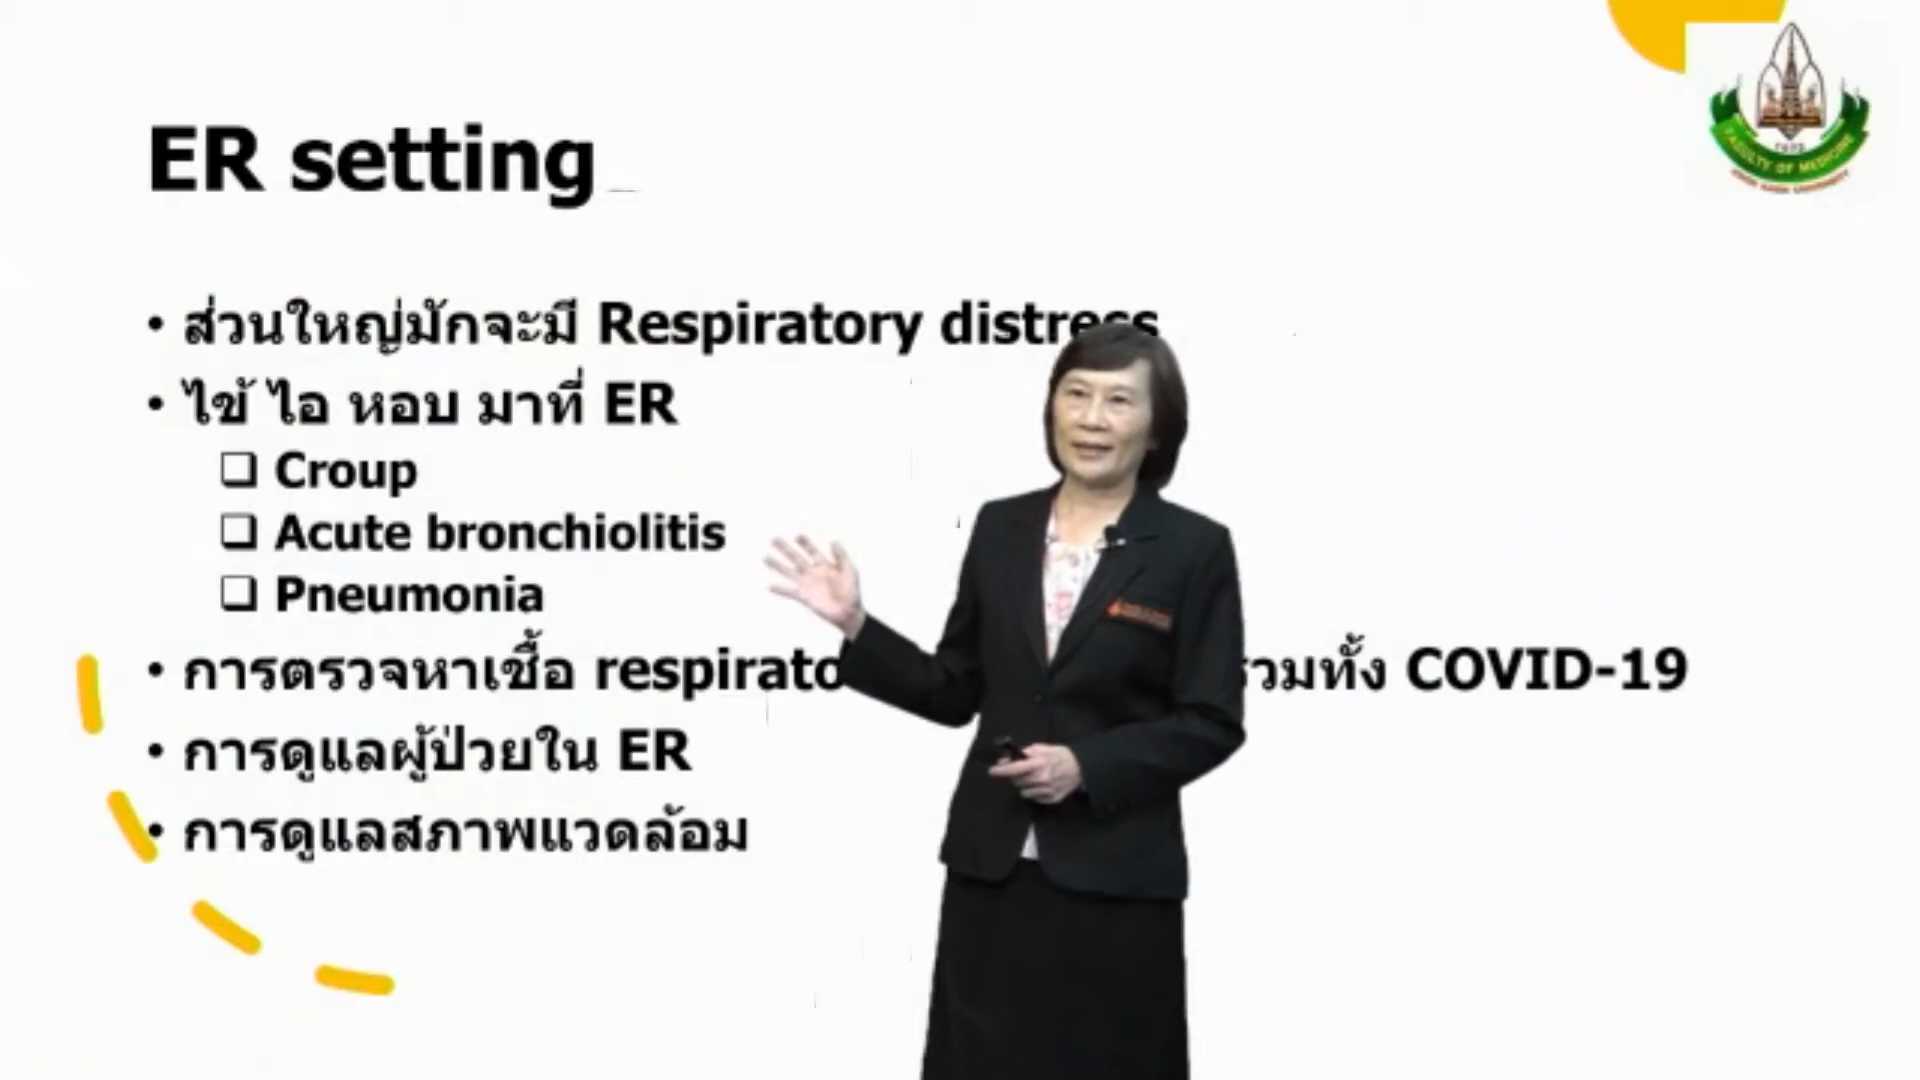 ER setting
• ส่วนใหญ่มักจะมี Respiratory distress
• ไข้ ไอ หอบ มาที่ ER
❑ Croup
❑ Acute bronchiolitis
❑ Pneumonia
• การตรวจหาเชื้อ respirato รวมทั้ง COVID-19
• การดูแลผู้ป่วยใน ER
• การดูแลสภาพแวดล้อม
FACULTY OF MEDICINE